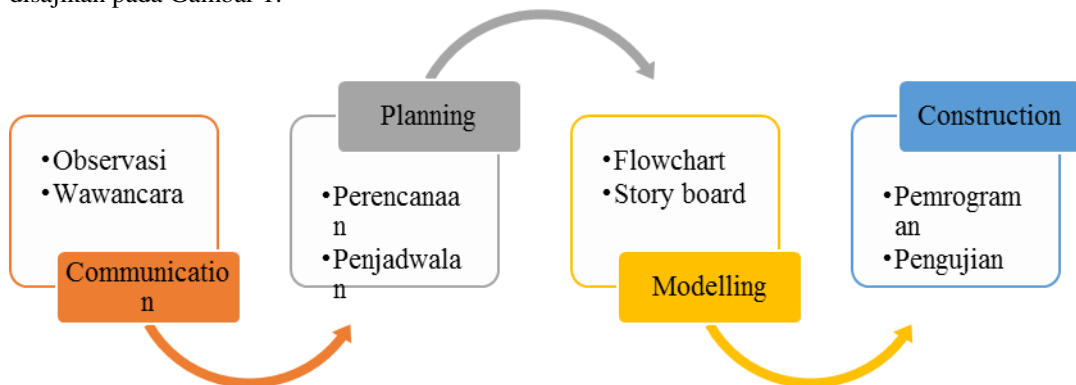 disajikan pada Gambar 1.
•Observasi
•Wawancara
Communicatio
n
Planning
•Perencanaa
n
•Penjadwala
n
•Flowchart
•Story board
Modelling
Construction
•Pemrogram
an
•Pengujian